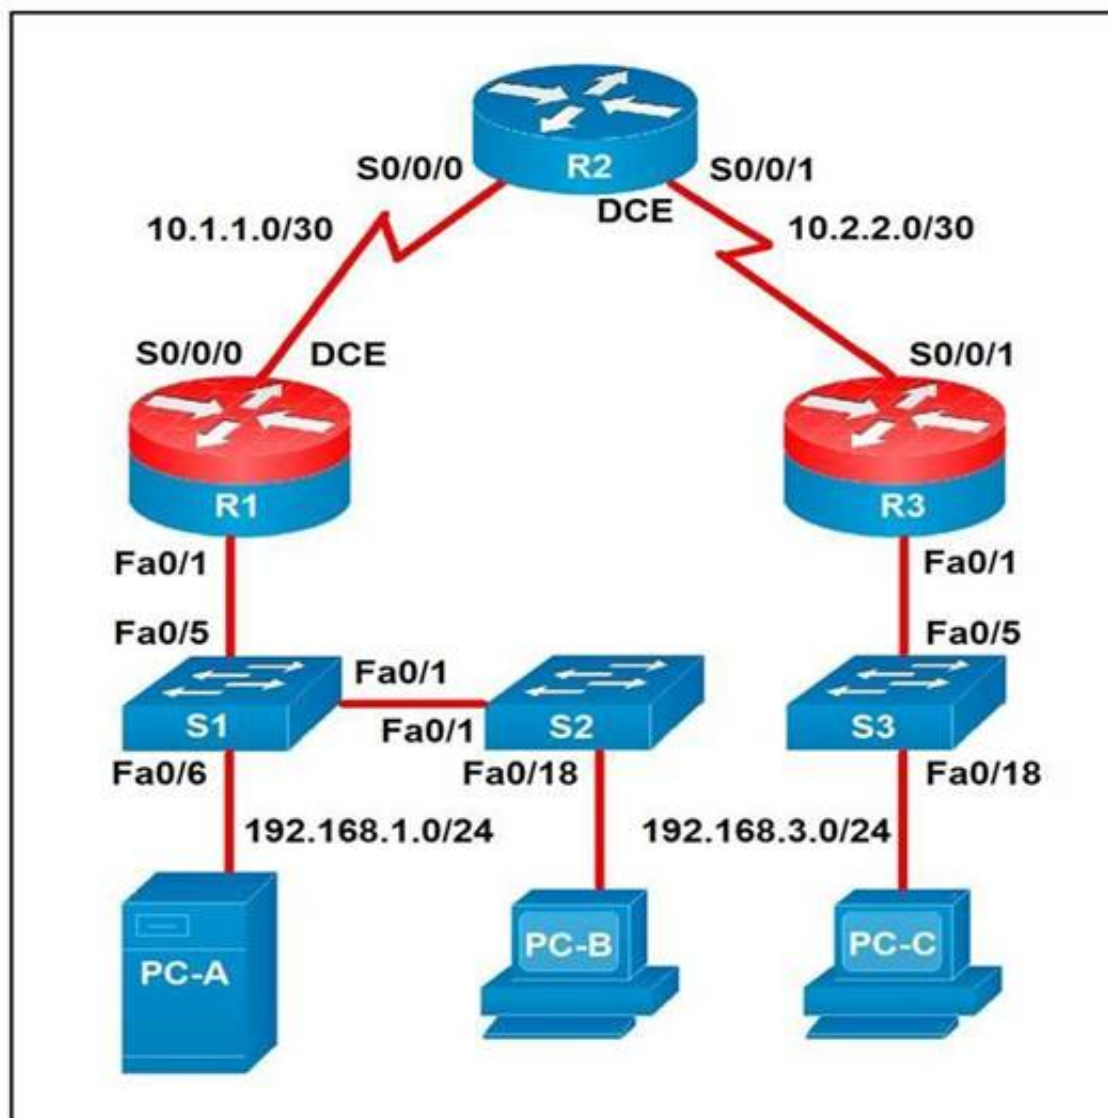 R2
S0/0/0
S0/0/1
DCE
10.1.1.0/30
10.2.2.0/30
S0/0/0
DCE
S0/0/1
R1
R3
Fa0/1
Fa0/1
Fa0/5
Fa0/5
Fa0/1
S1
Fa0/1
S2
S3
Fa0/6
Fa0/18
Fa0/18
192.168.1.0/24
192.168.3.0/24
PC-A
PC-B
PC-C